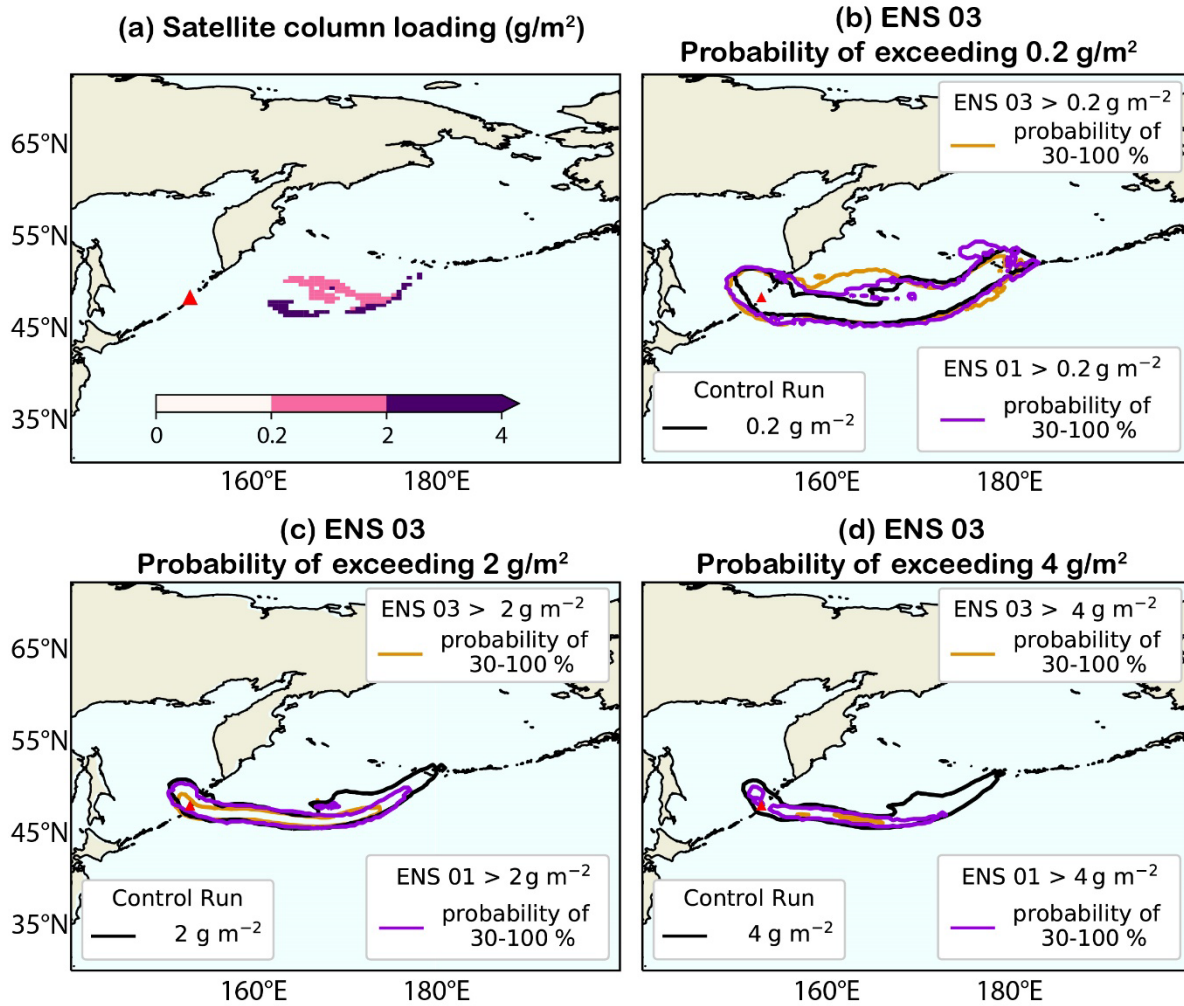 (a) Satellite column loading (g/m²)
65°N
55°N
45°N
35°N
0 0.2 2 4
160°E 180°E
(b) ENS 03
Probability of exceeding 0.2 g/m²
ENS 03 > 0.2 g m⁻²
probability of
30-100 %
Control Run
0.2 g m⁻²
ENS 01 > 0.2 g m⁻²
probability of
30-100 %
160°E 180°E
(c) ENS 03
Probability of exceeding 2 g/m²
65°N
55°N
45°N
35°N
ENS 03 > 2 g m⁻²
probability of
30-100 %
Control Run
2 g m⁻²
ENS 01 > 2 g m⁻²
probability of
30-100 %
160°E 180°E
(d) ENS 03
Probability of exceeding 4 g/m²
ENS 03 > 4 g m⁻²
probability of
30-100 %
Control Run
4 g m⁻²
ENS 01 > 4 g m⁻²
probability of
30-100 %
160°E 180°E